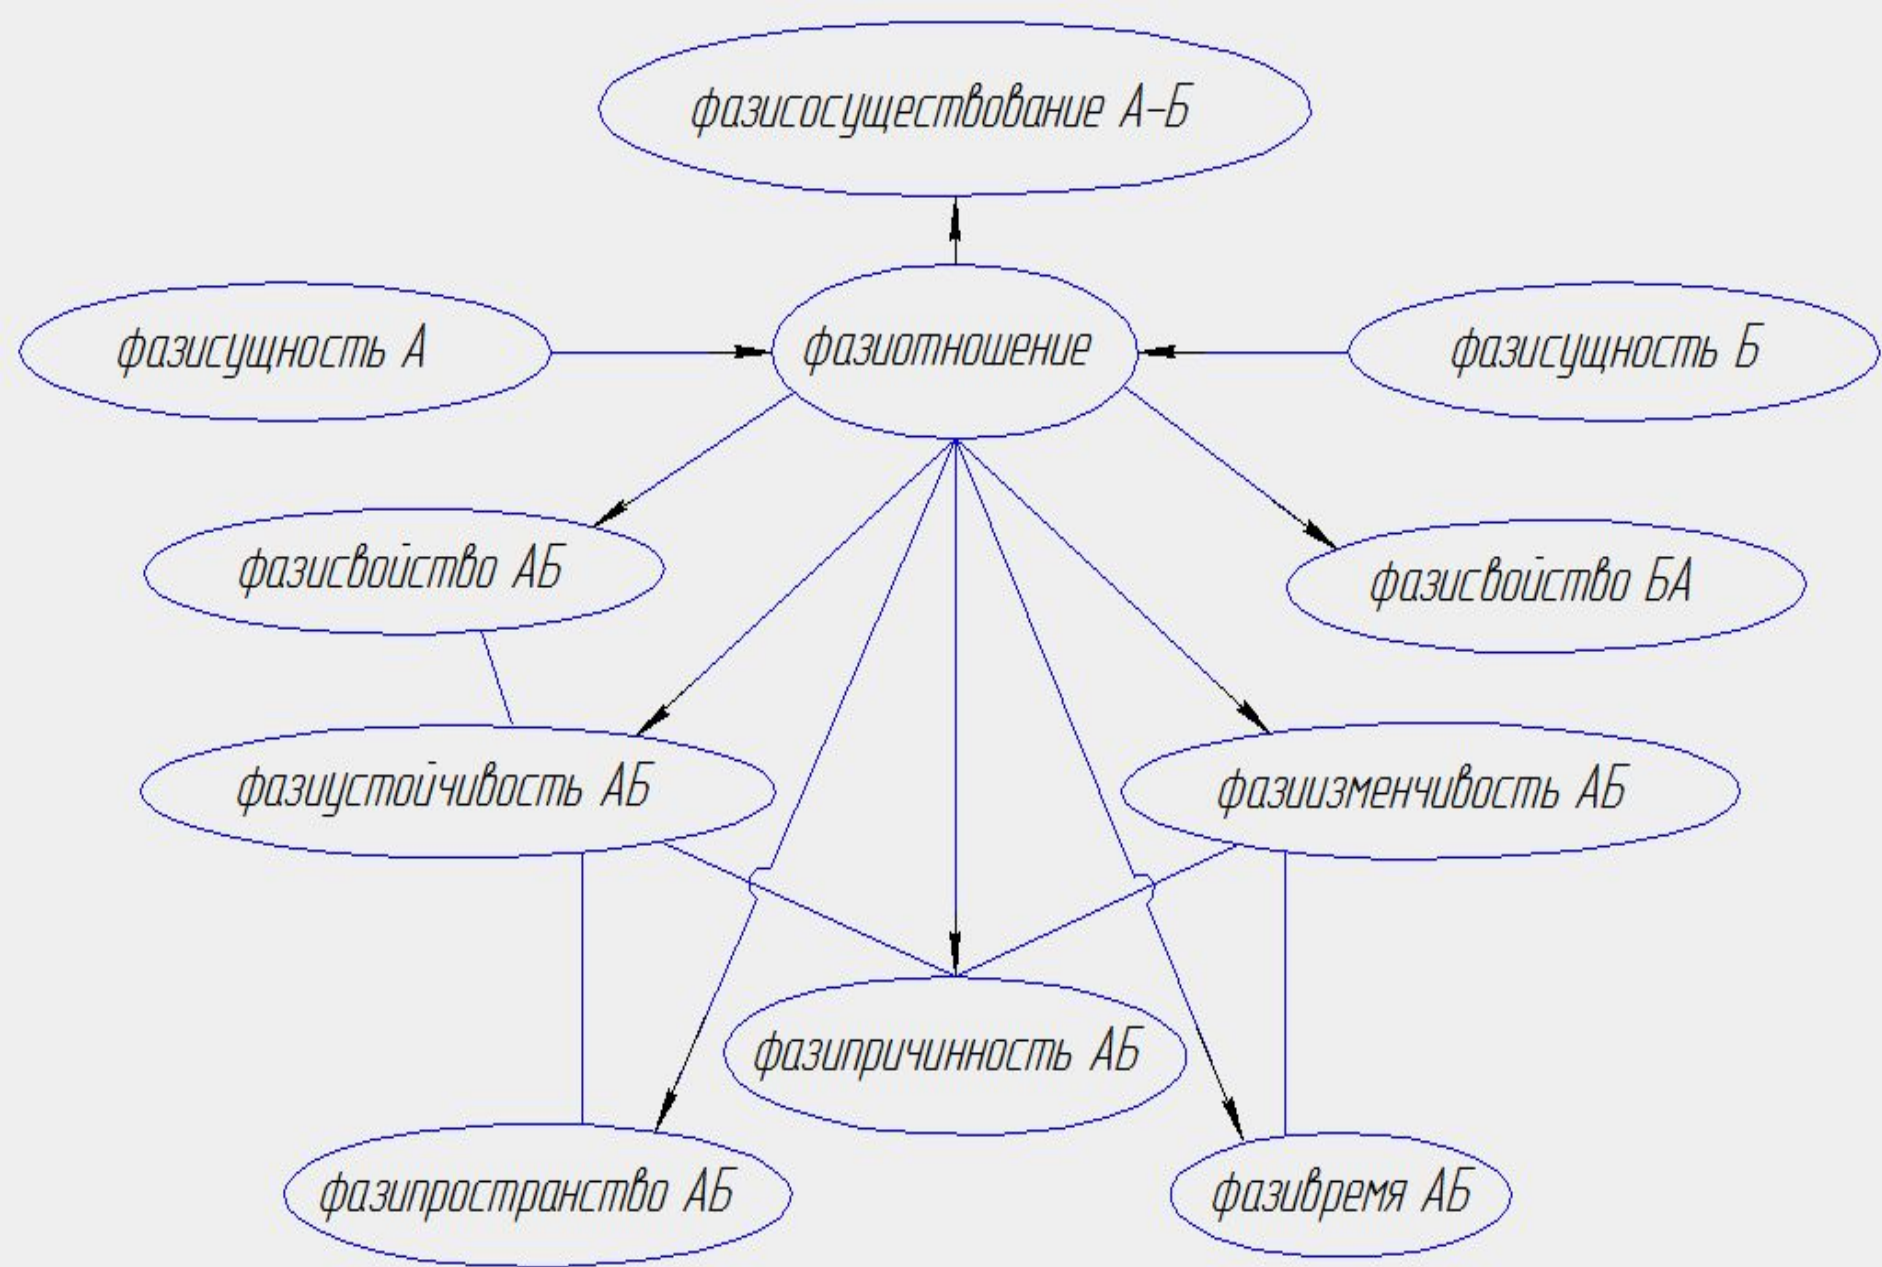 фазисосуществование А-Б
фазисущность А
фазиотношение
фазисущность Б
фазисвойство АБ
фазисвойство БА
фазиустойчивость АБ
фазиизменчивость АБ
фазипричинность АБ
фазипространство АБ
фазивремя АБ